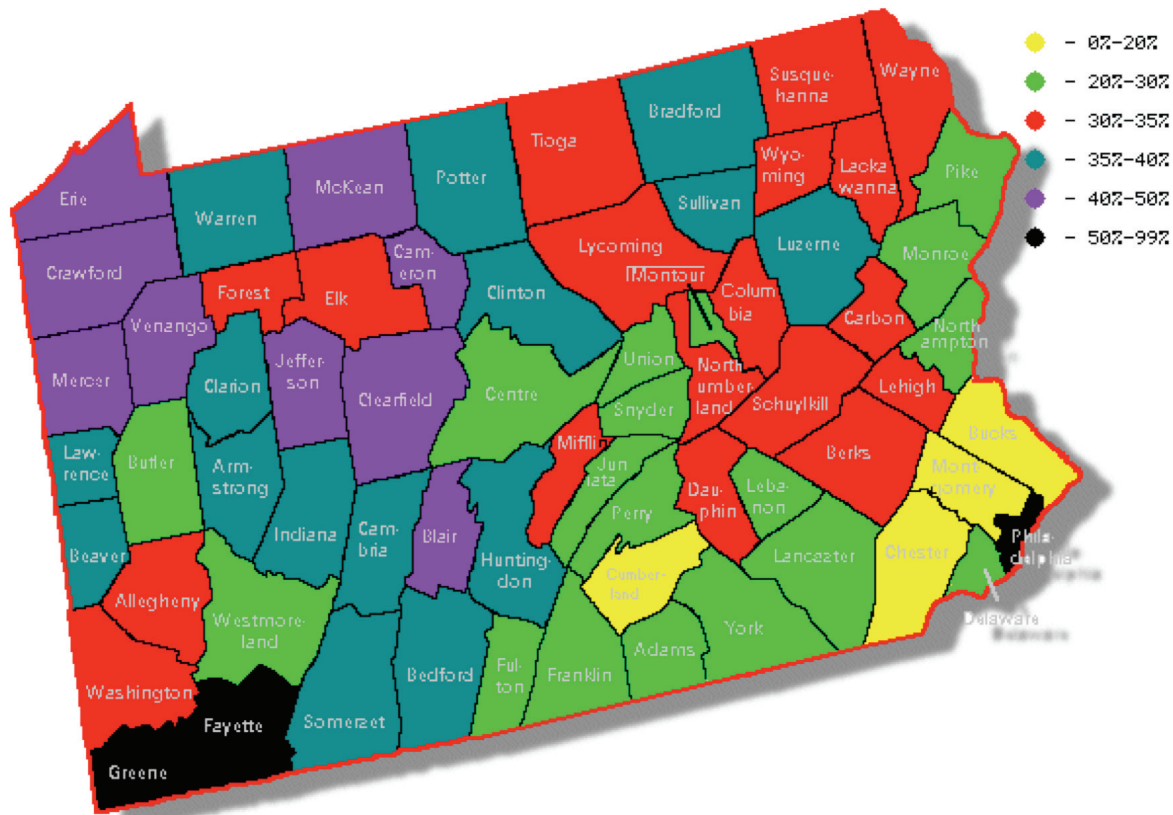 - 0%-20%
- 20%-30%
- 30%-35%
- 35%-40%
- 40%-50%
- 50%-99%
Susque-
hanna
Wayne
Bradford
Tioga
Potter
McKean
Erie
Warren
Wyo-
ming
Lacka
wanna
Pike
Sullivan
Crawford
Cam-
eron
Lycoming
Luzerne
Monroe
Montour
Forest
Elk
Clinton
Colum
bia
Venango
Carbon
North
ampton
Mercer
Jeffer-
son
Clarion
Clearfield
Centre
Union
North
umber
land
Lehigh
Snyder
Schuylkill
Bucks
Law-
rence
Butler
Arm-
strong
Miffli
Jun
iata
Berks
Mont
gomery
Dau-
phin
Leba-
non
Perry
Indiana
Cam-
bria
Blair
Hunting-
don
Beaver
Cumber-
land
Lancazter
Chester
Phila-
delphia
Delaware
Allegheny
Westmore-
land
York
Adams
Washington
Bedford
Ful-
ton
Franklin
Fayette
Somerzet
Greene